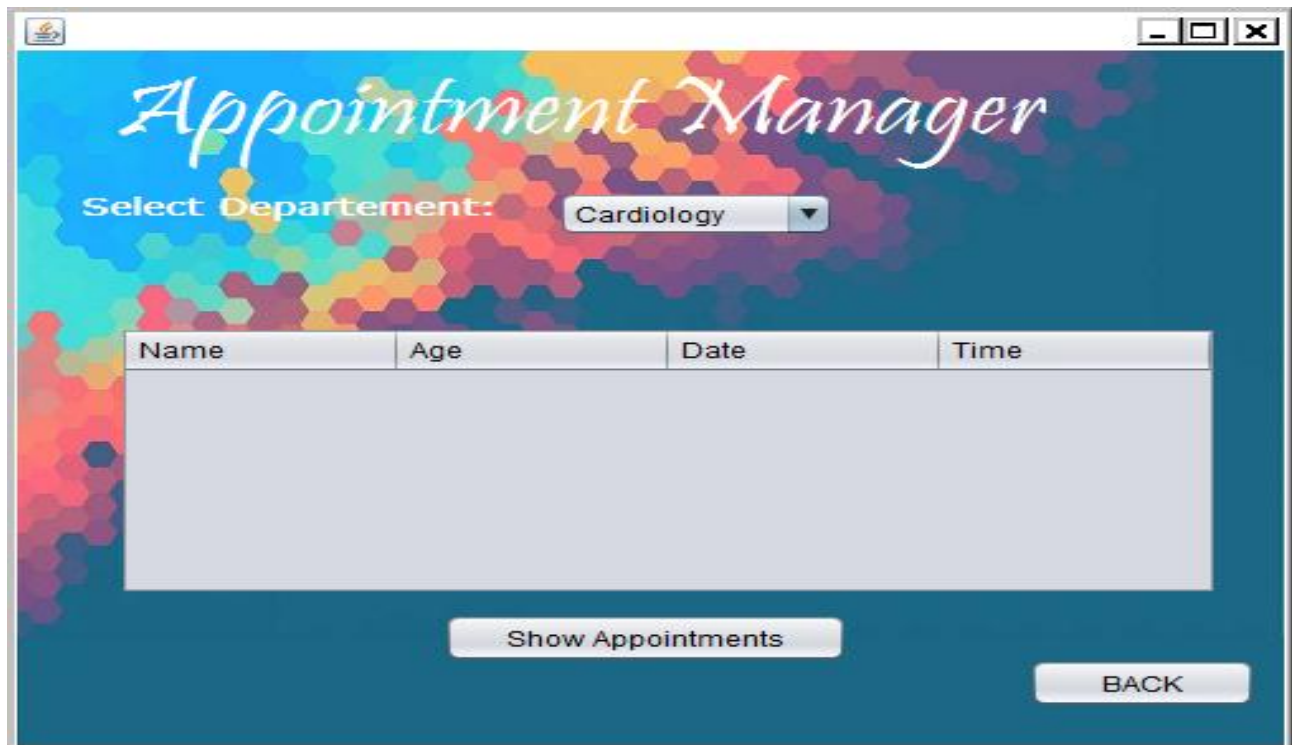 Appointment Manager
Select Departement: Cardiology
Name Age Date Time
Show Appointments
BACK